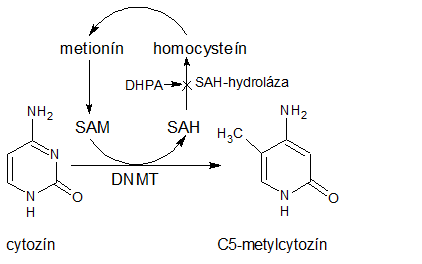 metionín homocysteín
DHPA SAH-hydroláza
SAM SAH
NH2
N
N
H
O
DNMT
NH2
H3C
N
H
O
cytozín C5-metylcytozín